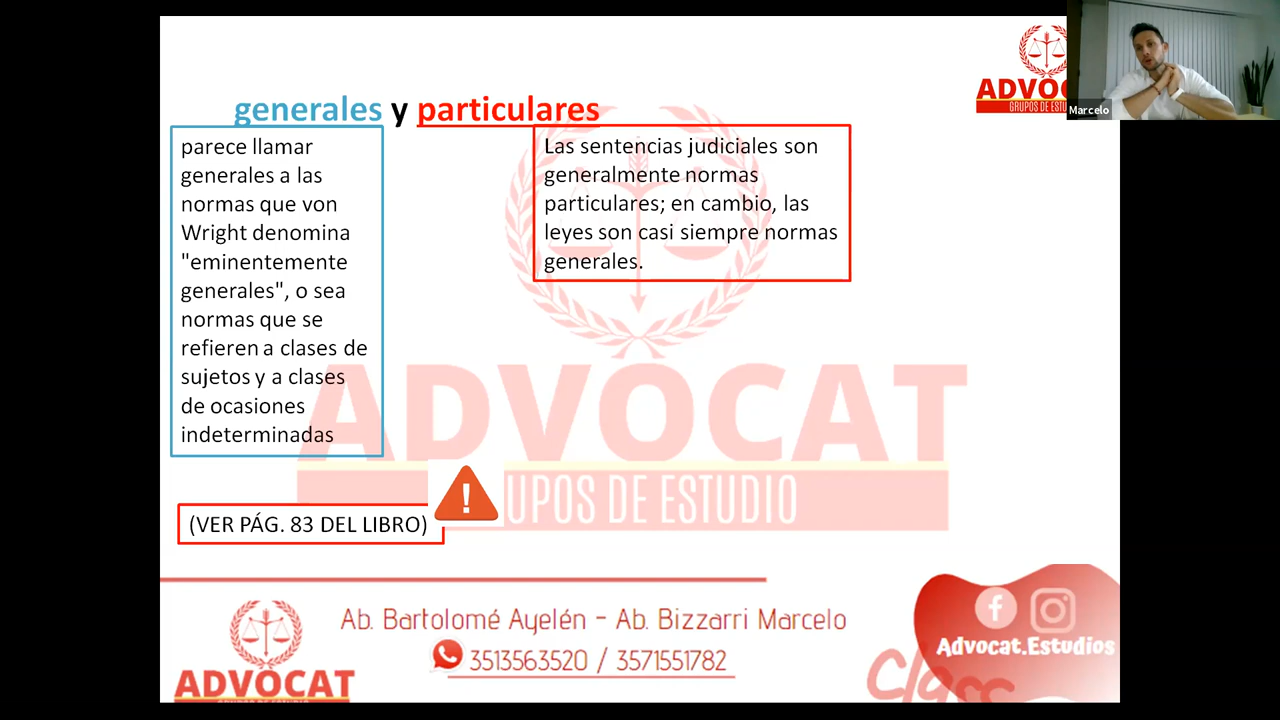 ADVOCAT
GRUPOS DE ESTUDIO
Marcelo
generales y particulares
parece llamar
generales a las
normas que von
Wright denomina
"eminentemente
generales", o sea
normas que se
refieren a clases de
sujetos y a clases
de ocasiones
indeterminadas
Las sentencias judiciales son
generalmente normas
particulares; en cambio, las
leyes son casi siempre normas
generales.
ADVOCAT
UPOS DE ESTUDIO
(VER PÁG. 83 DEL LIBRO)
Ab. Bartolomé Ayelén - Ab. Bizzarri Marcelo
3513563520 / 3571551782
Advocat.Estudios
Class
ADVOCAT